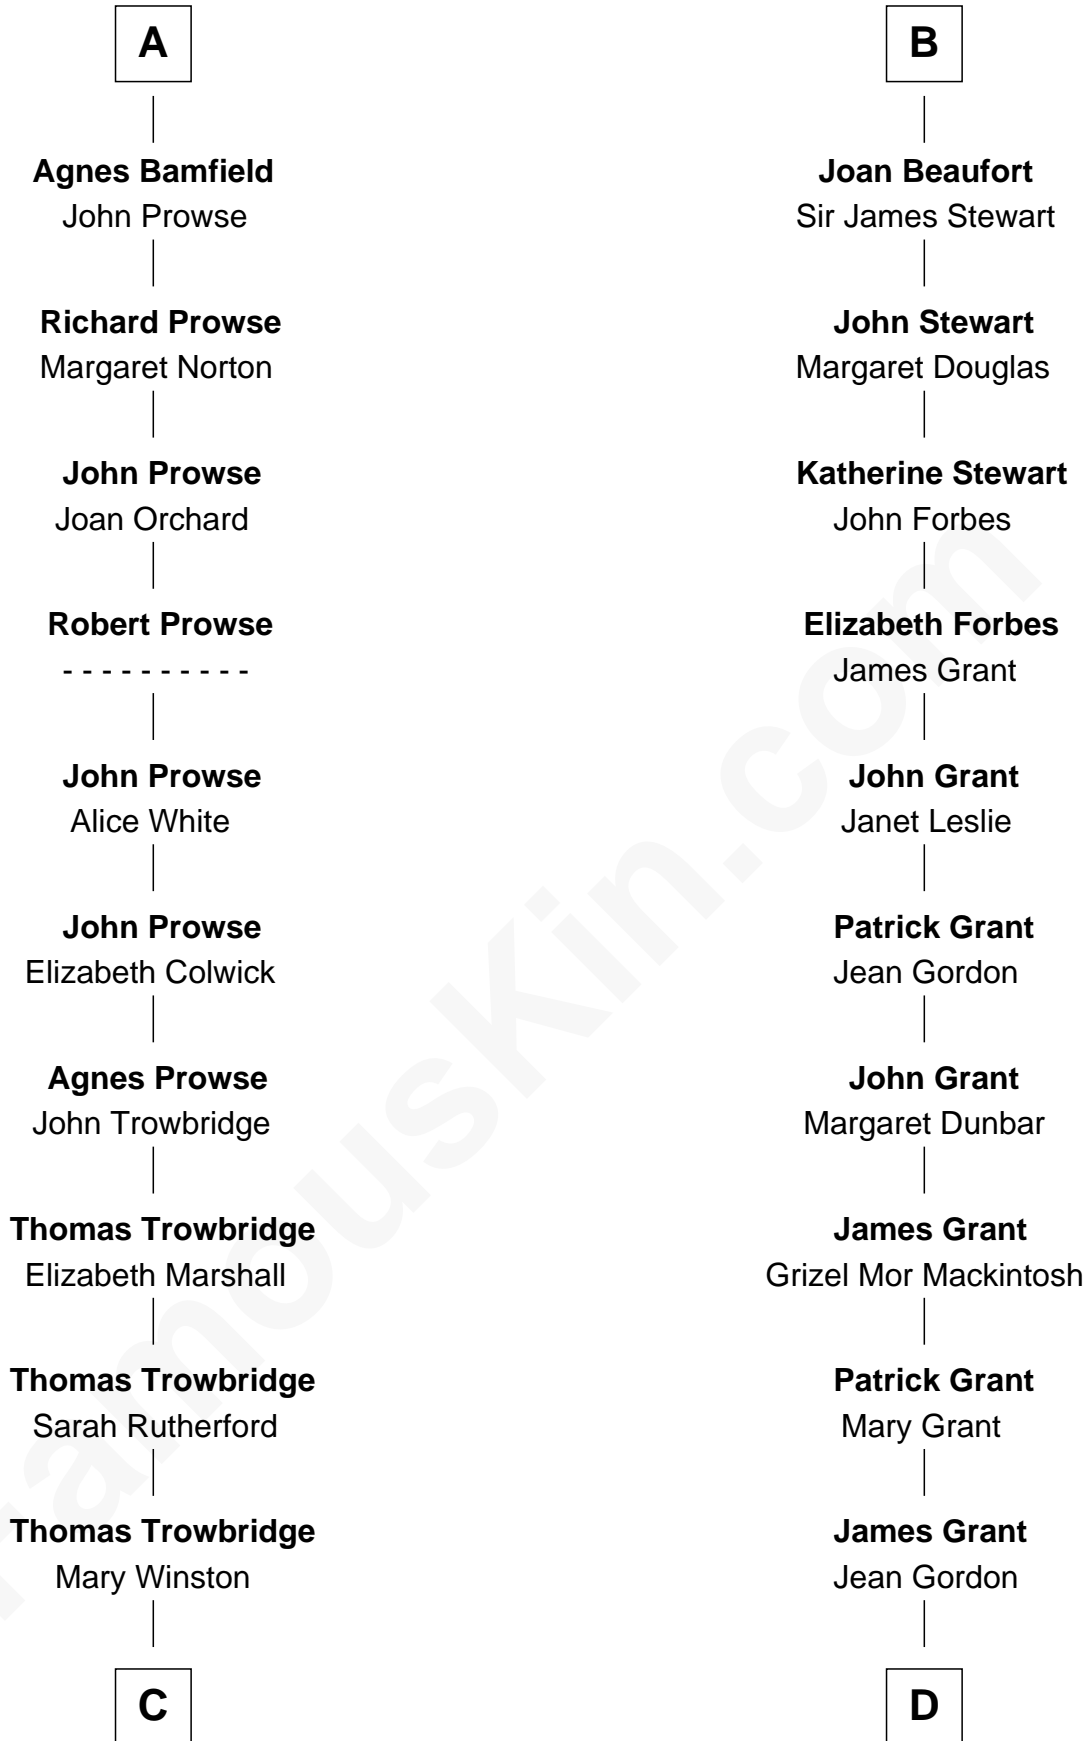 A
Agnes Bamfield
John Prowse
Richard Prowse
Margaret Norton
John Prowse
Joan Orchard
Robert Prowse
- - - - - - - - - -
John Prowse
Alice White
John Prowse
Elizabeth Colwick
Agnes Prowse
John Trowbridge
Thomas Trowbridge
Elizabeth Marshall
Thomas Trowbridge
Sarah Rutherford
Thomas Trowbridge
Mary Winston
C
B
Joan Beaufort
Sir James Stewart
John Stewart
Margaret Douglas
Katherine Stewart
John Forbes
Elizabeth Forbes
James Grant
John Grant
Janet Leslie
Patrick Grant
Jean Gordon
John Grant
Margaret Dunbar
James Grant
Grizel Mor Mackintosh
Patrick Grant
Mary Grant
James Grant
Jean Gordon
D
FamousKin.com